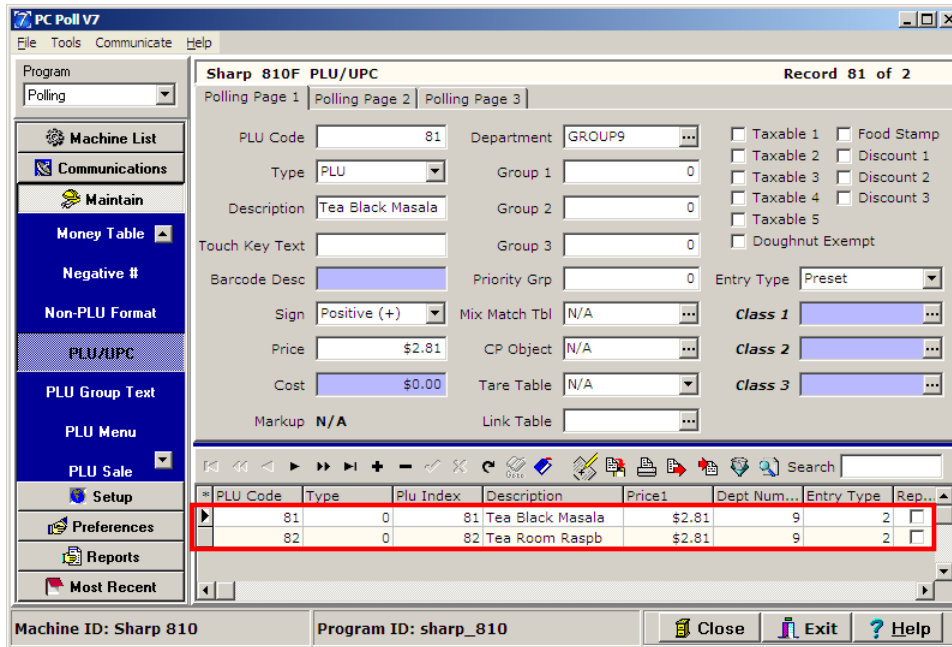 PC Poll V7
File Tools Communicate Help
Program
Polling
Machine List
Communications
Maintain
Money Table
Negative #
Non-PLU Format
PLU/UPC
PLU Group Text
PLU Menu
PLU Sale
Setup
Preferences
Reports
Most Recent
Sharp 810F PLU/UPC Record 81 of 2
Polling Page 1 Polling Page 2 Polling Page 3
PLU Code 81 Department GROUP9 ... Taxable 1 Food Stamp
Taxable 2 Discount 1
Type PLU Group 1 0 Taxable 3 Discount 2
Taxable 4 Discount 3
Description Tea Black Masala Group 2 0 Taxable 5
Touch Key Text Group 3 0 Doughnut Exempt
Barcode Desc Priority Grp 0 Entry Type Preset
Sign Positive (+) Mix Match Tbl N/A ... Class 1 ...
Price $2.81 CP Object N/A ... Class 2 ...
Cost $0.00 Tare Table N/A Class 3 ...
Markup N/A Link Table ...
Search
* PLU Code Type Plu Index Description Price1 Dept Num... Entry Type Rep...
81 0 81 Tea Black Masala $2.81 9 2
82 0 82 Tea Room Raspb $2.81 9 2
Machine ID: Sharp 810 Program ID: sharp_810 Close Exit ? Help